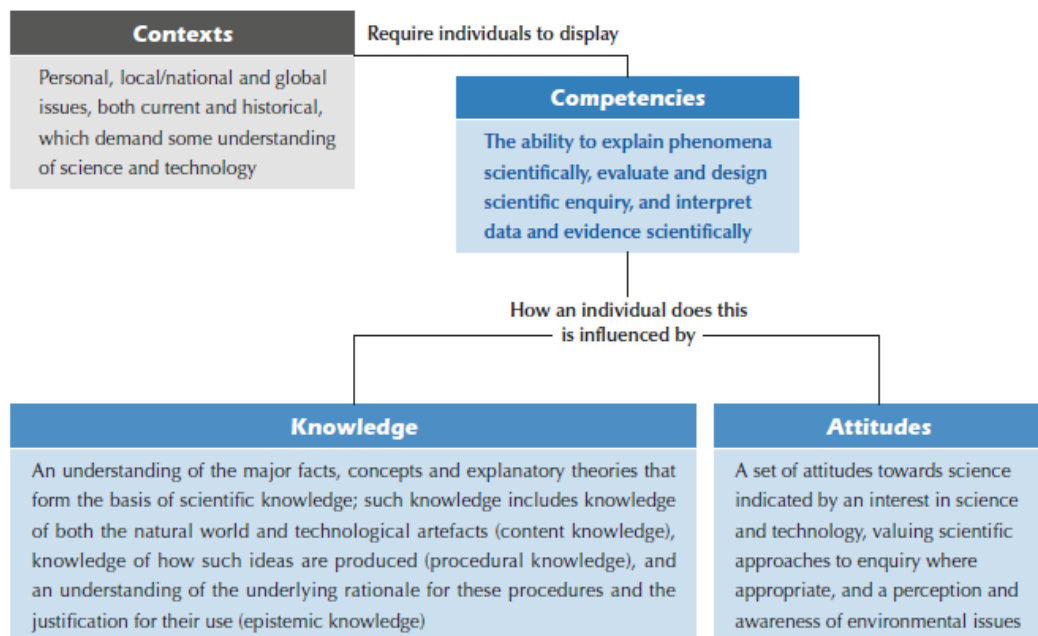 Contexts
Require individuals to display
Personal, local/national and global
issues, both current and historical,
which demand some understanding
of science and technology
Competencies
The ability to explain phenomena
scientifically, evaluate and design
scientific enquiry, and interpret
data and evidence scientifically
How an individual does this
is influenced by
Knowledge
An understanding of the major facts, concepts and explanatory theories that
form the basis of scientific knowledge; such knowledge includes knowledge
of both the natural world and technological artefacts (content knowledge),
knowledge of how such ideas are produced (procedural knowledge), and
an understanding of the underlying rationale for these procedures and the
justification for their use (epistemic knowledge)
Attitudes
A set of attitudes towards science
indicated by an interest in science
and technology, valuing scientific
approaches to enquiry where
appropriate, and a perception and
awareness of environmental issues